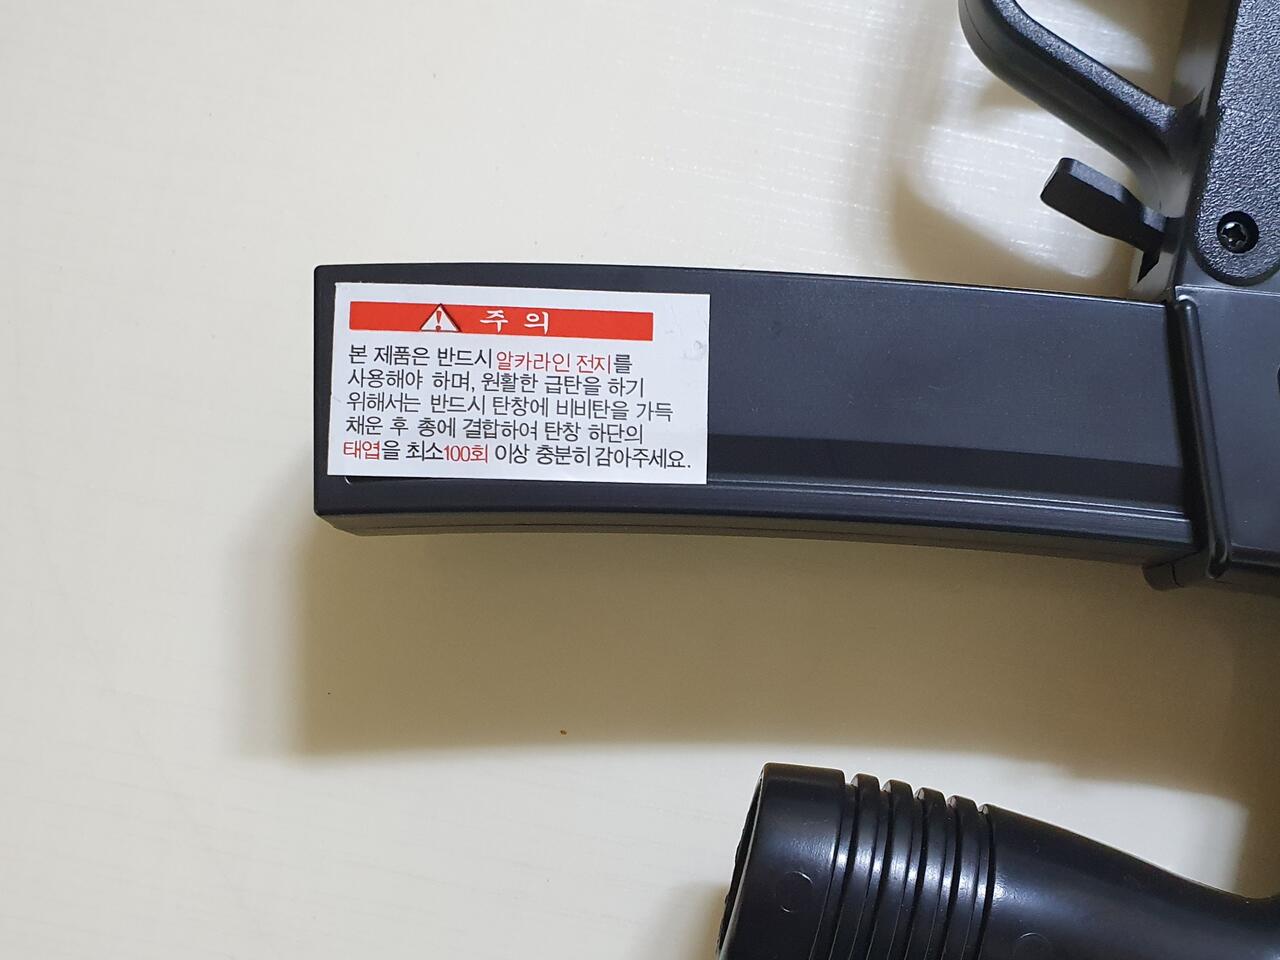 주 의
본 제품은 반드시 알카라인 전지를
사용해야 하며, 원활한 급탄을 하기
위해서는 반드시 탄창에 비비탄을 가득
채운 후 총에 결합하여 탄창 하단의
태엽을 최소100회 이상 충분히 감아주세요.